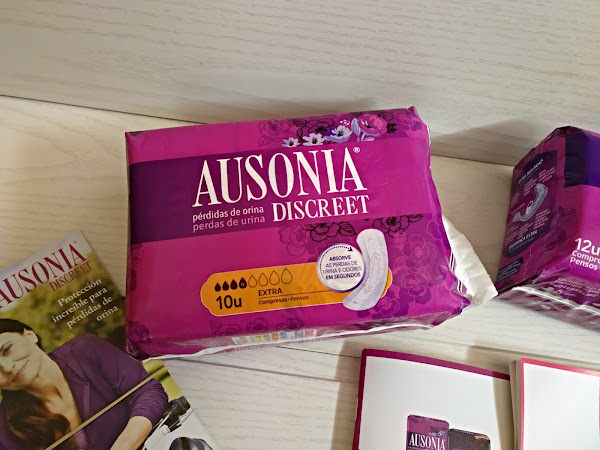 AUSONIA®
pérdidas de orina
perdas de urina
DISCREET
ABSORVE
AS PERDAS DE
URINA E ODORES
EM SEGUNDOS
EXTRA
10u
Compresas • Pensos
AUSONIA
DISCREET
Protección
increíble para
pérdidas de
orina
12u
Compre
Pensos
AUSONIA